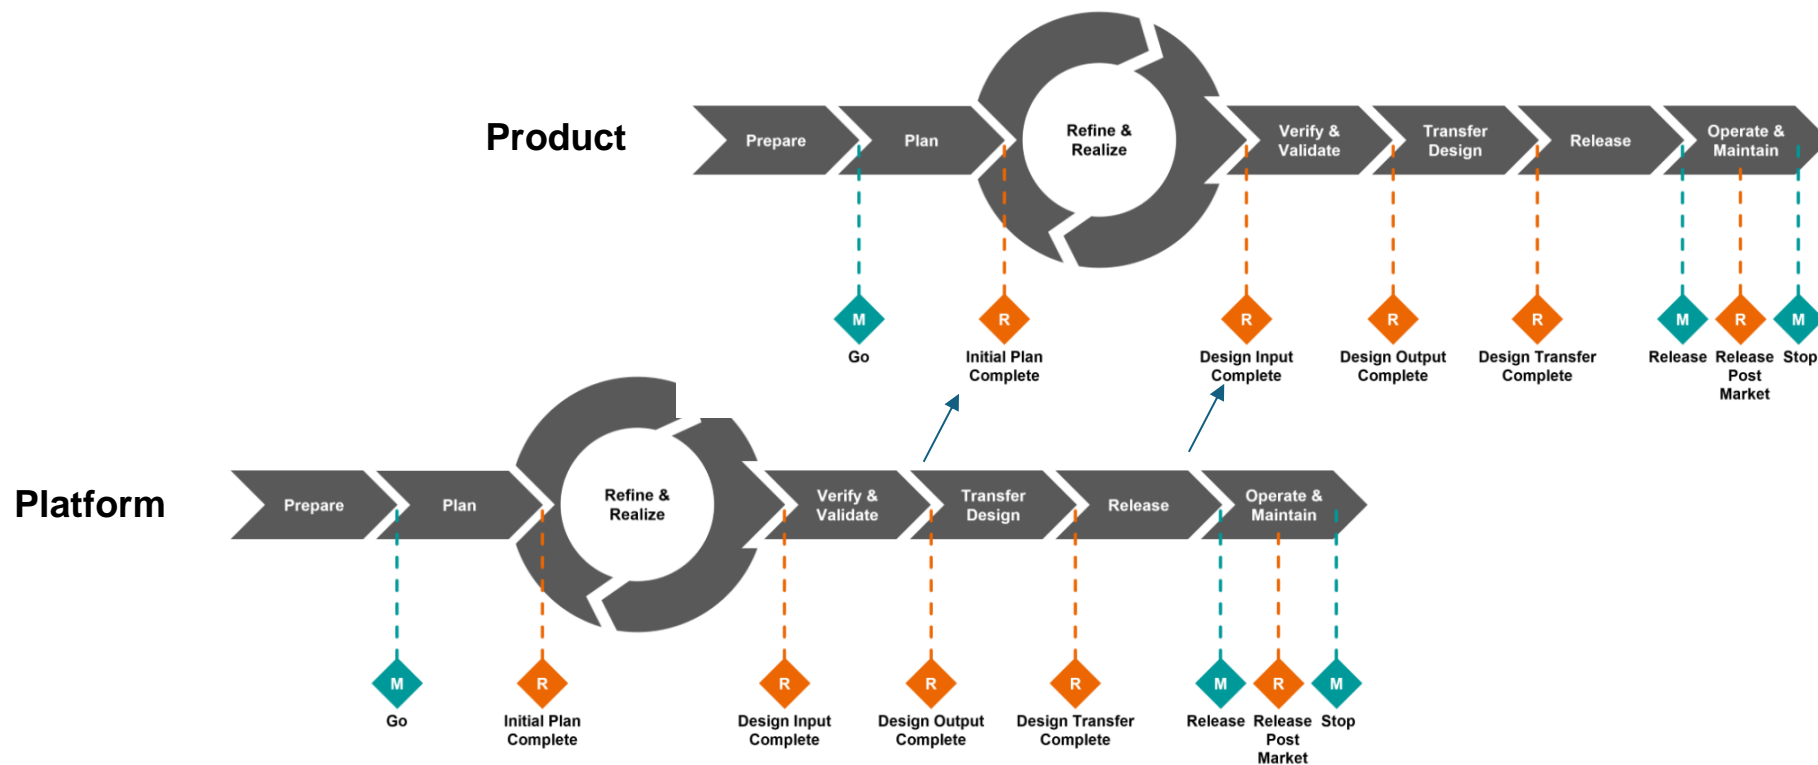 Product
Prepare
Plan
Refine &
Realize
Verify &
Validate
Transfer
Design
Release
Operate &
Maintain
M
Go
R
Initial Plan
Complete
R
Design Input
Complete
R
Design Output
Complete
R
Design Transfer
Complete
M
Release
R
Release
Post
Market
M
Stop
Platform
Prepare
Plan
Refine &
Realize
Verify &
Validate
Transfer
Design
Release
Operate &
Maintain
M
Go
R
Initial Plan
Complete
R
Design Input
Complete
R
Design Output
Complete
R
Design Transfer
Complete
M
Release
R
Release
Post
Market
M
Stop